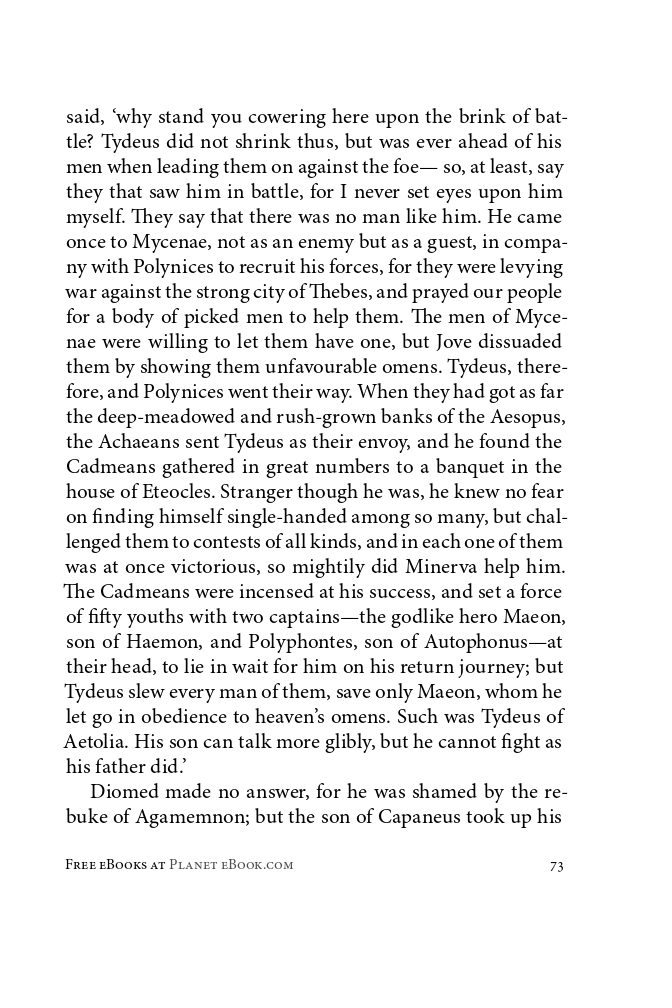 said, ‘why stand you cowering here upon the brink of bat-
tle? Tydeus did not shrink thus, but was ever ahead of his
men when leading them on against the foe— so, at least, say
they that saw him in battle, for I never set eyes upon him
myself. They say that there was no man like him. He came
once to Mycenae, not as an enemy but as a guest, in compa-
ny with Polynices to recruit his forces, for they were levying
war against the strong city of Thebes, and prayed our people
for a body of picked men to help them. The men of Myce-
nae were willing to let them have one, but Jove dissuaded
them by showing them unfavourable omens. Tydeus, there-
fore, and Polynices went their way. When they had got as far
the deep-meadowed and rush-grown banks of the Aesopus,
the Achaeans sent Tydeus as their envoy, and he found the
Cadmeans gathered in great numbers to a banquet in the
house of Eteocles. Stranger though he was, he knew no fear
on finding himself single-handed among so many, but chal-
lenged them to contests of all kinds, and in each one of them
was at once victorious, so mightily did Minerva help him.
The Cadmeans were incensed at his success, and set a force
of fifty youths with two captains—the godlike hero Maeon,
son of Haemon, and Polyphontes, son of Autophonus—at
their head, to lie in wait for him on his return journey; but
Tydeus slew every man of them, save only Maeon, whom he
let go in obedience to heaven’s omens. Such was Tydeus of
Aetolia. His son can talk more glibly, but he cannot fight as
his father did.’
Diomed made no answer, for he was shamed by the re-
buke of Agamemnon; but the son of Capaneus took up his
Free eBooks at Planet eBook.com 73